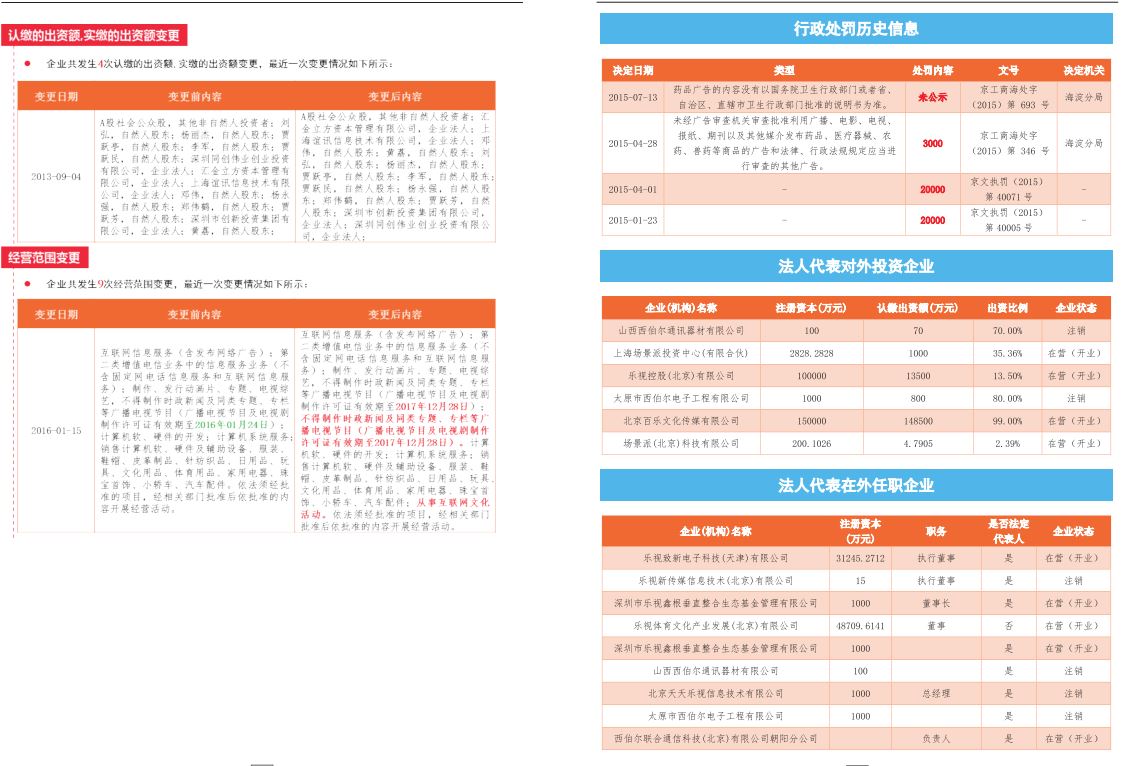 认缴的出资额,实缴的出资额变更
企业共发生4次认缴的出资额,实缴的出资额变更，最近一次变更情况如下所示：
变更日期 变更前内容 变更后内容
2013-09-04
A股社会公众股，其他非自然人投资者；刘
弘，自然人股东；杨丽杰，自然人股东；贾
跃亭，自然人股东；李军，自然人股东；贾
跃民，自然人股东；深圳同创伟业创业投资
有限公司，企业法人；汇金立方资本管理有
限公司，企业法人；上海谊讯信息技术有限
公司，企业法人；邓伟，自然人股东；杨永
强，自然人股东；郑伟鹤，自然人股东；贾
跃芳，自然人股东；深圳市创新投资集团有
限公司，企业法人；黄荔，自然人股东；
A股社会公众股，其他非自然人投资者；汇
金立方资本管理有限公司，企业法人；上
海谊讯信息技术有限公司，企业法人；邓
伟，自然人股东；黄荔，自然人股东；刘
弘，自然人股东；杨丽杰，自然人股东；
贾跃亭，自然人股东；李军，自然人股东；
贾跃民，自然人股东；杨永强，自然人股
东；郑伟鹤，自然人股东；贾跃芳，自然
人股东；深圳市创新投资集团有限公司，
企业法人；深圳同创伟业创业投资有限公
司，企业法人；
经营范围变更
企业共发生9次经营范围变更，最近一次变更情况如下所示：
变更日期 变更前内容 变更后内容
2016-01-15
互联网信息服务（含发布网络广告）；第
二类增值电信业务中的信息服务业务（不
含固定网电话信息服务和互联网信息服
务）；制作、发行动画片、专题、电视综
艺，不得制作时政新闻及同类专题、专栏
等广播电视节目（广播电视节目及电视剧
制作许可证有效期至2016年01月24日）；
计算机软、硬件的开发；计算机系统服务；
销售计算机软、硬件及辅助设备、服装、
鞋帽、皮革制品、针纺织品、日用品、玩
具、文化用品、体育用品、家用电器、珠
宝首饰、小轿车、汽车配件。依法须经批
准的项目，经相关部门批准后依批准的内
容开展经营活动。
互联网信息服务（含发布网络广告）；第
二类增值电信业务中的信息服务业务（不
含固定网电话信息服务和互联网信息服
务）；制作、发行动画片、专题、电视综
艺，不得制作时政新闻及同类专题、专栏
等广播电视节目（广播电视节目及电视剧
制作许可证有效期至2017年12月28日）；
不得制作时政新闻及同类专题、专栏等广
播电视节目（广播电视节目及电视剧制作
许可证有效期至2017年12月28日）。计算
机软、硬件的开发；计算机系统服务；销
售计算机软、硬件及辅助设备、服装、鞋
帽、皮革制品、针纺织品、日用品、玩具、
文化用品、体育用品、家用电器、珠宝首
饰、小轿车、汽车配件；从事互联网文化
活动。依法须经批准的项目，经相关部门
批准后依批准的内容开展经营活动。
行政处罚历史信息
决定日期 类型 处罚内容 文号 决定机关
2015-07-13 药品广告的内容没有以国务院卫生行政部门或者省、 未公示 京工商海处字 海淀分局
自治区、直辖市卫生行政部门批准的说明书为准。 （2015）第 693 号
未经广告审查机关审查批准利用广播、电影、电视、
2015-04-28 报纸、期刊以及其他媒介发布药品、医疗器械、农 3000 京工商海处字 海淀分局
药、兽药等商品的广告和法律、行政法规规定应当进 （2015）第 346 号
行审查的其他广告。
2015-04-01 – 20000 京文执罚（2015） –
第 40071 号
2015-01-23 – 20000 京文执罚（2015） –
第 40005 号
法人代表对外投资企业
企业(机构)名称 注册资本(万元) 认缴出资额(万元) 出资比例 企业状态
山西西伯尔通讯器材有限公司 100 70 70.00% 注销
上海场景派投资中心(有限合伙) 2828.2828 1000 35.36% 在营（开业）
乐视控股(北京)有限公司 100000 13500 13.50% 在营（开业）
太原市西伯尔电子工程有限公司 1000 800 80.00% 注销
北京百乐文化传媒有限公司 150000 148500 99.00% 在营（开业）
场景派(北京)科技有限公司 200.1026 4.7905 2.39% 在营（开业）
法人代表在外任职企业
企业(机构)名称 注册资本(万元) 职务 是否法定代表人 企业状态
乐视致新电子科技(天津)有限公司 31245.2712 执行董事 是 在营（开业）
乐视新传媒信息技术(北京)有限公司 15 执行董事 是 注销
深圳市乐视鑫根垂直整合生态基金管理有限公司 1000 董事长 是 在营（开业）
乐视体育文化产业发展(北京)有限公司 48709.6141 董事 否 在营（开业）
深圳市乐视鑫根垂直整合生态基金管理有限公司 1000 是 在营（开业）
山西西伯尔通讯器材有限公司 100 是 注销
北京天天乐视信息技术有限公司 1000 总经理 是 注销
太原市西伯尔电子工程有限公司 1000 是 注销
西伯尔联合通信科技(北京)有限公司朝阳分公司 负责人 是 在营（开业）